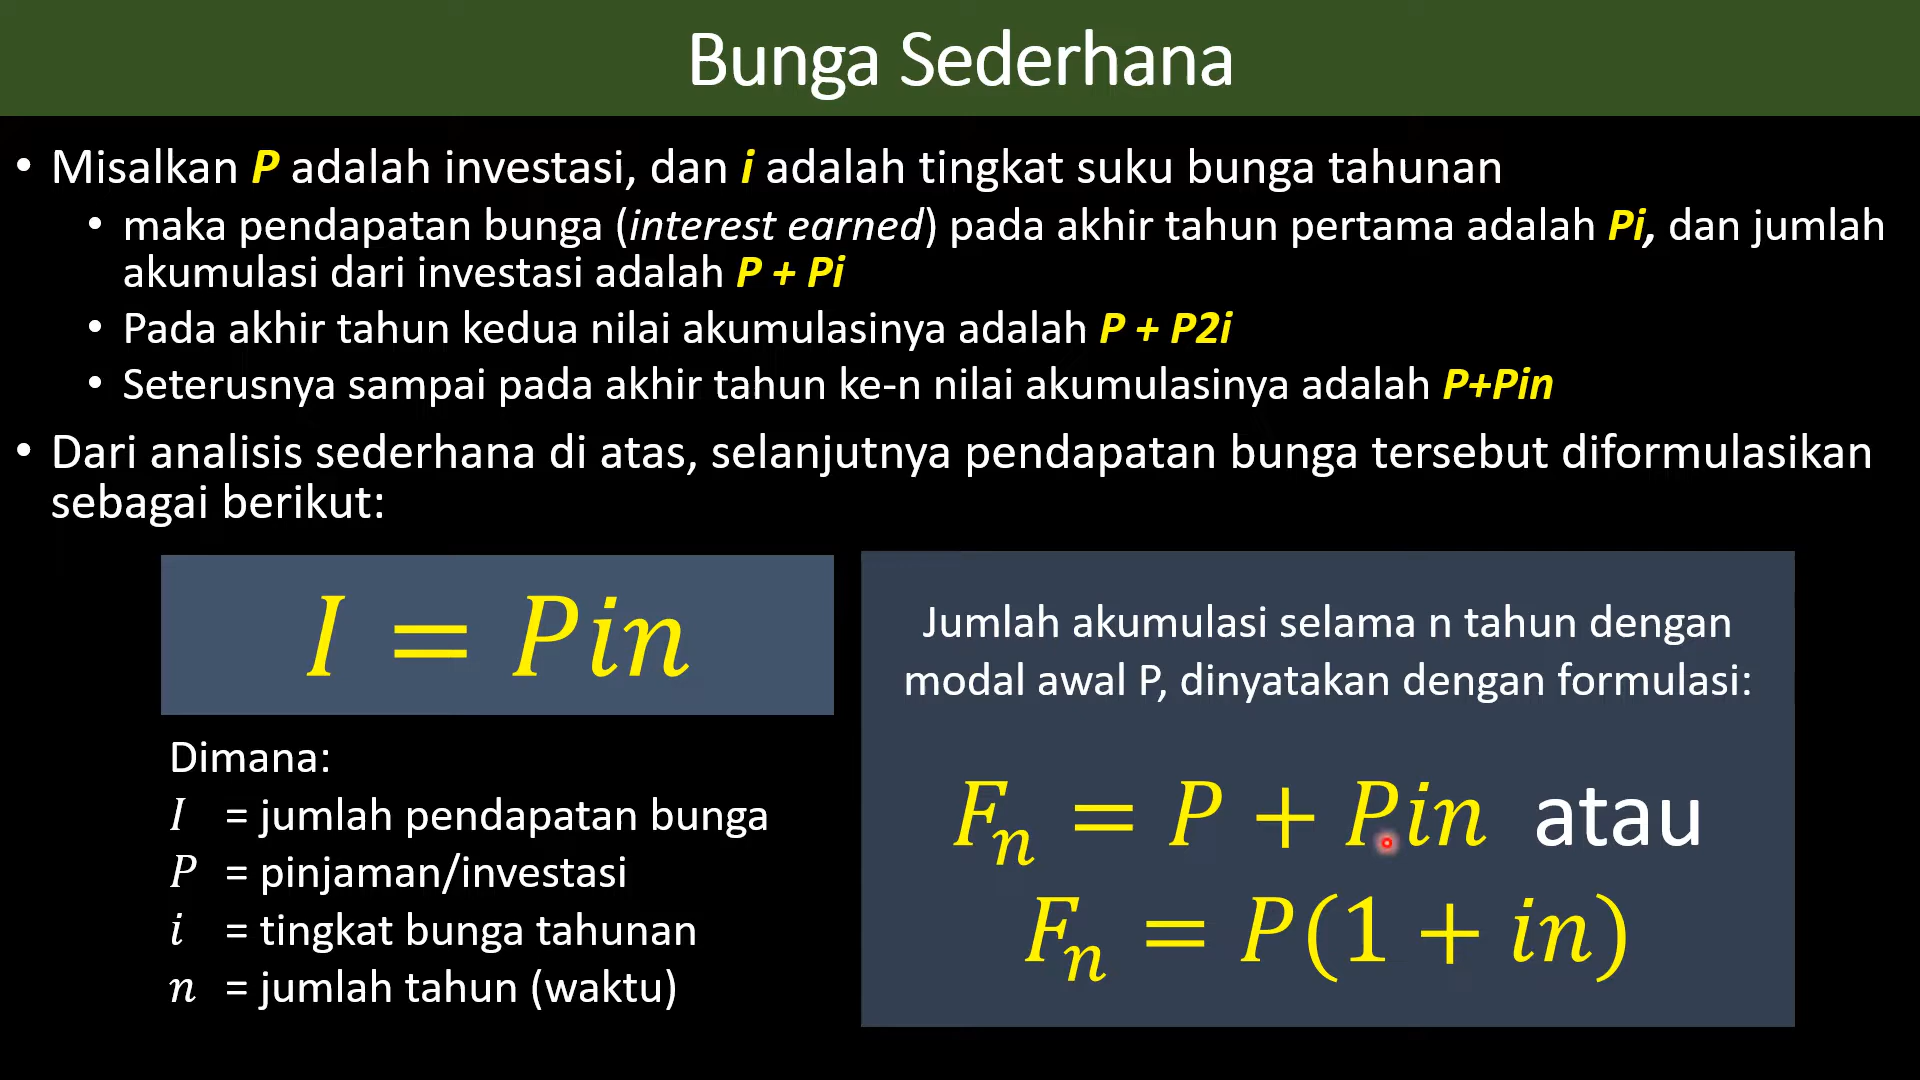 Bunga Sederhana
• Misalkan P adalah investasi, dan i adalah tingkat suku bunga tahunan
• maka pendapatan bunga (interest earned) pada akhir tahun pertama adalah Pi, dan jumlah
akumulasi dari investasi adalah P + Pi
• Pada akhir tahun kedua nilai akumulasinya adalah P + P2i
• Seterusnya sampai pada akhir tahun ke-n nilai akumulasinya adalah P+Pin
• Dari analisis sederhana di atas, selanjutnya pendapatan bunga tersebut diformulasikan
sebagai berikut:
I = Pin
Dimana:
I = jumlah pendapatan bunga
P = pinjaman/investasi
i = tingkat bunga tahunan
n = jumlah tahun (waktu)
Jumlah akumulasi selama n tahun dengan
modal awal P, dinyatakan dengan formulasi:
Fₙ = P + Pin atau
Fₙ = P(1 + in)